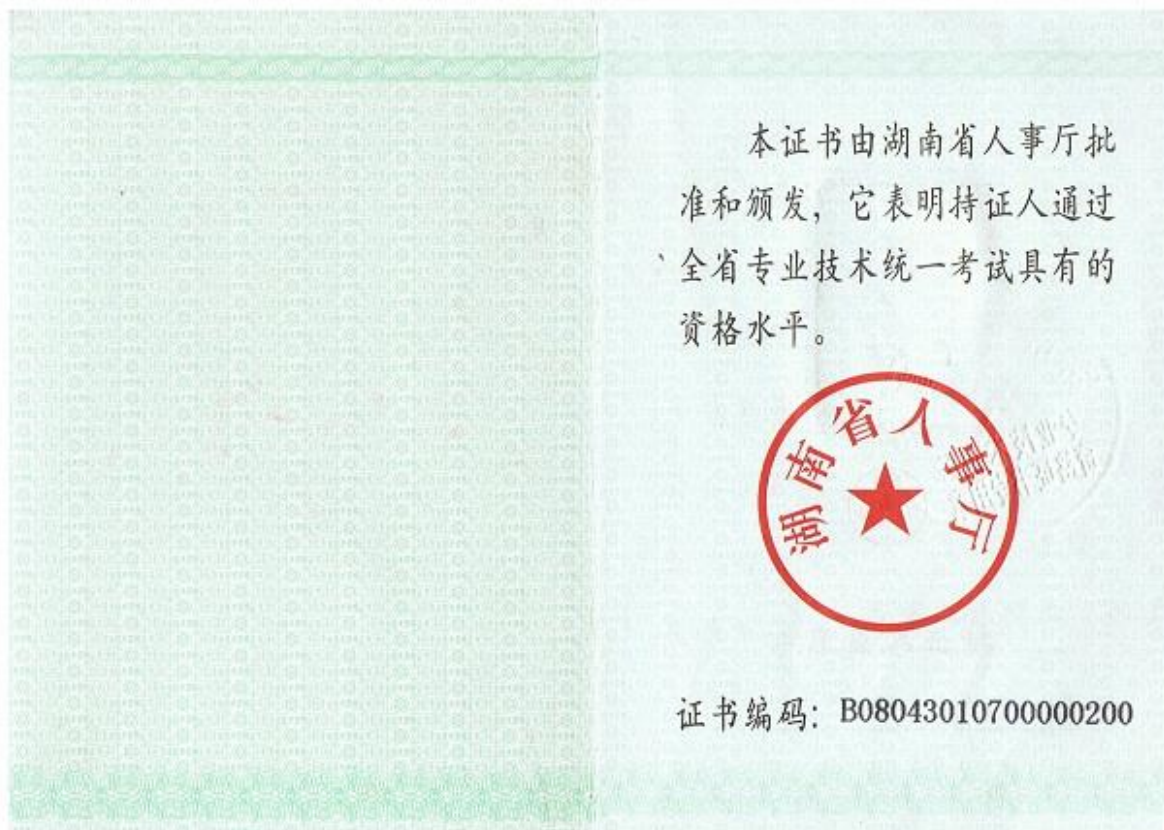 本证书由湖南省人事厅批
准和颁发，它表明持证人通过
全省专业技术统一考试具有的
资格水平。
湖南省人事厅
证书编码：B08043010700000200